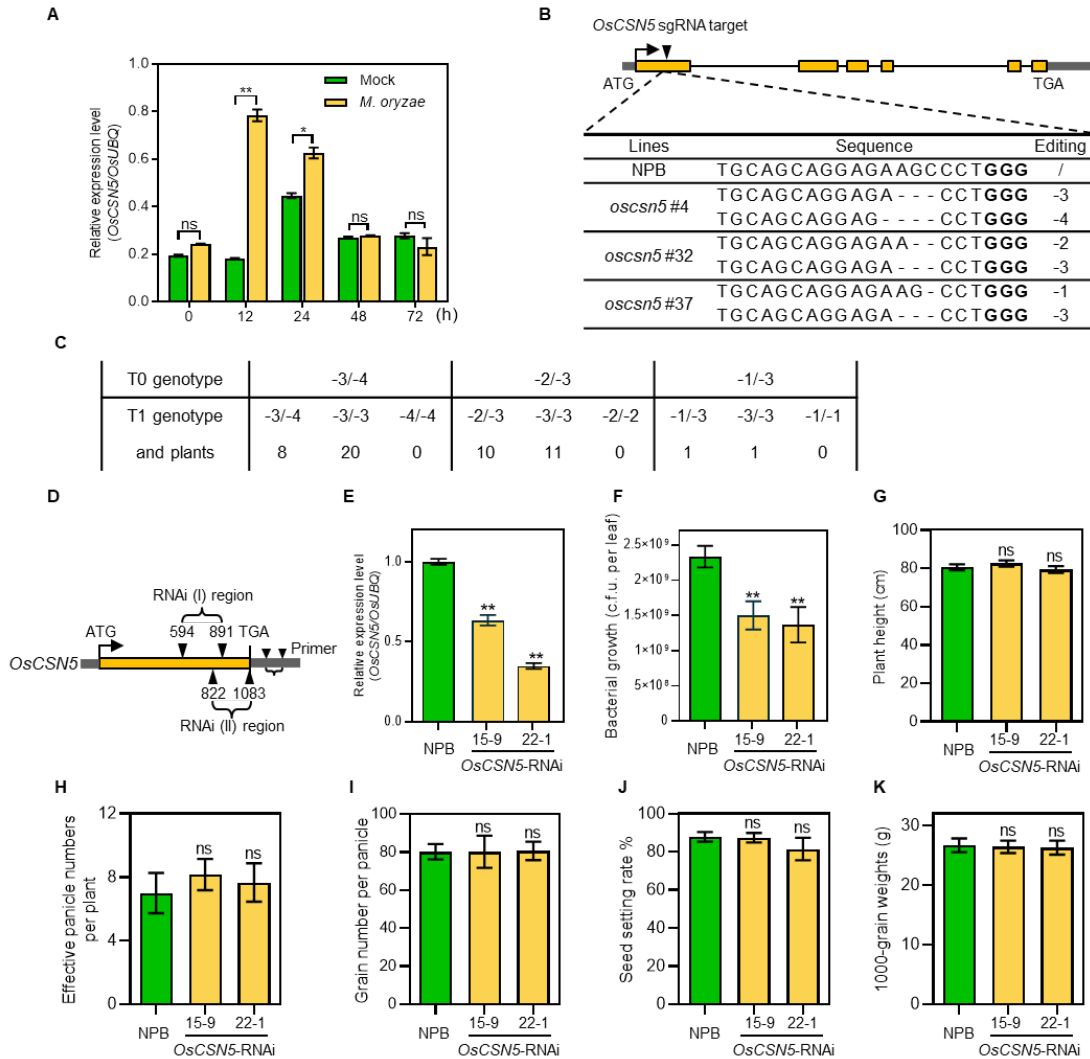 A
Relative expression level
(OsCSN5/OsUBQ)
1.0
0.8
0.6
0.4
0.2
0.0
Mock
M. oryzae
ns
**
*
ns
ns
0
12
24
48
72
(h)
B
OsCSN5 sgRNA target
ATG
TGA
Lines Sequence Editing
NPB TGCAGCAGGAGAAGCCCTGGG /
oscsn5 #4
TGCAGCAGGAGA---CCTGGG -3
TGCAGCAGGAGA----CTGGG -4
oscsn5 #32
TGCAGCAGGAGAA--CCTGGG -2
TGCAGCAGGAGA---CCTGGG -3
oscsn5 #37
TGCAGCAGGAGAAG-CCTGGG -1
TGCAGCAGGAGA---CCTGGG -3
C
T0 genotype -3/-4 -2/-3 -1/-3
T1 genotype -3/-4 -3/-3 -4/-4 -2/-3 -3/-3 -2/-2 -1/-3 -3/-3 -1/-1
and plants 8 20 0 10 11 0 1 1 0
D
RNAi (I) region
ATG 594 891 TGA
Primer
OsCSN5
822 1083
RNAi (II) region
E
Relative expression level
(OsCSN5/OsUBQ)
1.0
0.5
0.0
**
**
NPB
15-9 22-1
OsCSN5-RNAi
F
Bacterial growth (c.f.u. per leaf)
2.5×10⁹
2×10⁹
1.5×10⁹
1×10⁹
5×10⁸
0
**
**
NPB
15-9 22-1
OsCSN5-RNAi
G
Plant height (cm)
100
80
60
40
20
0
ns
ns
NPB
15-9 22-1
OsCSN5-RNAi
H
Effective panicle numbers
per plant
12
8
4
0
ns
ns
NPB
15-9 22-1
OsCSN5-RNAi
I
Grain number per panicle
100
80
60
40
20
0
ns
ns
NPB
15-9 22-1
OsCSN5-RNAi
J
Seed setting rate %
100
80
60
40
20
0
ns
ns
NPB
15-9 22-1
OsCSN5-RNAi
K
1000-grain weights (g)
30
20
10
0
ns
ns
NPB
15-9 22-1
OsCSN5-RNAi